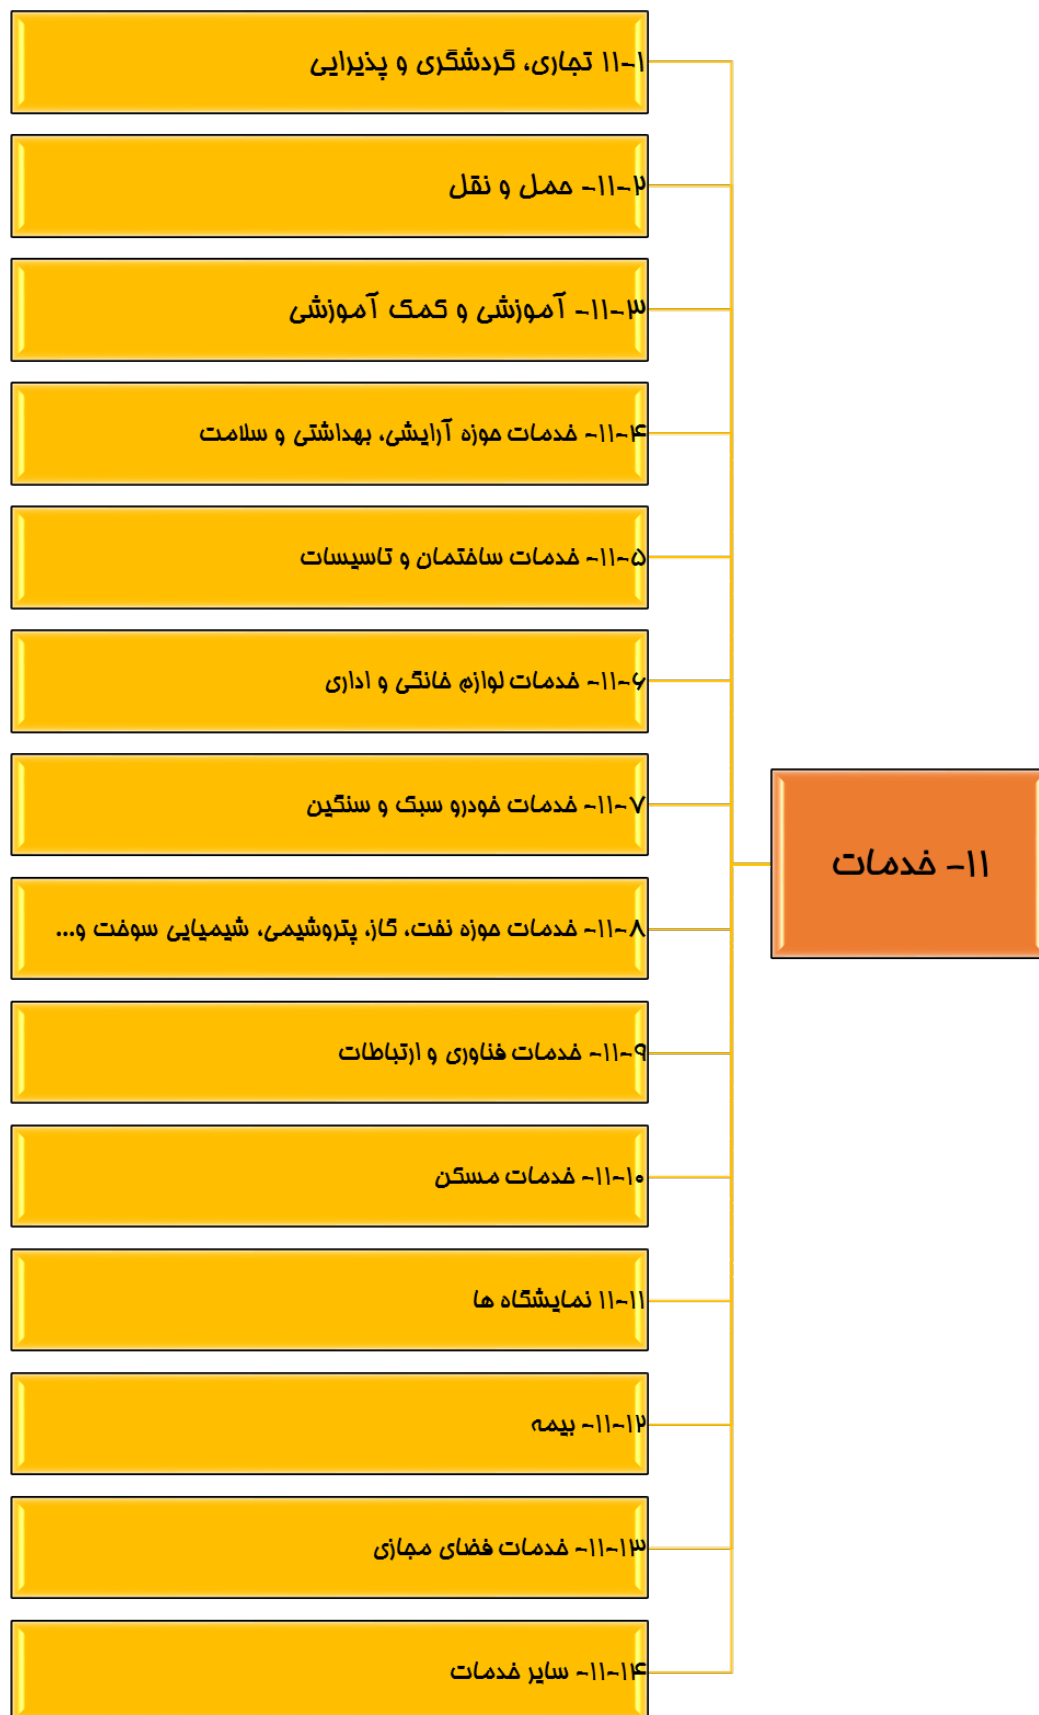 ۱۱- خدمات
۱۱-۱ تجاری، گردشگری و پذیرایی
۱۱-۲- حمل و نقل
۱۱-۳- آموزشی و کمک آموزشی
۱۱-۴- خدمات حوزه آرایشی، بهداشتی و سلامت
۱۱-۵- خدمات ساختمان و تاسیسات
۱۱-۶- خدمات لوازم خانگی و اداری
۱۱-۷- خدمات خودرو سبک و سنگین
۱۱-۸- خدمات حوزه نفت، گاز، پتروشیمی، شیمیایی سوخت و...
۱۱-۹- خدمات فناوری و ارتباطات
۱۱-۱۰- خدمات مسکن
۱۱-۱۱ نمایشگاه ها
۱۱-۱۲- بیمه
۱۱-۱۳- خدمات فضای مجازی
۱۱-۱۴- سایر خدمات